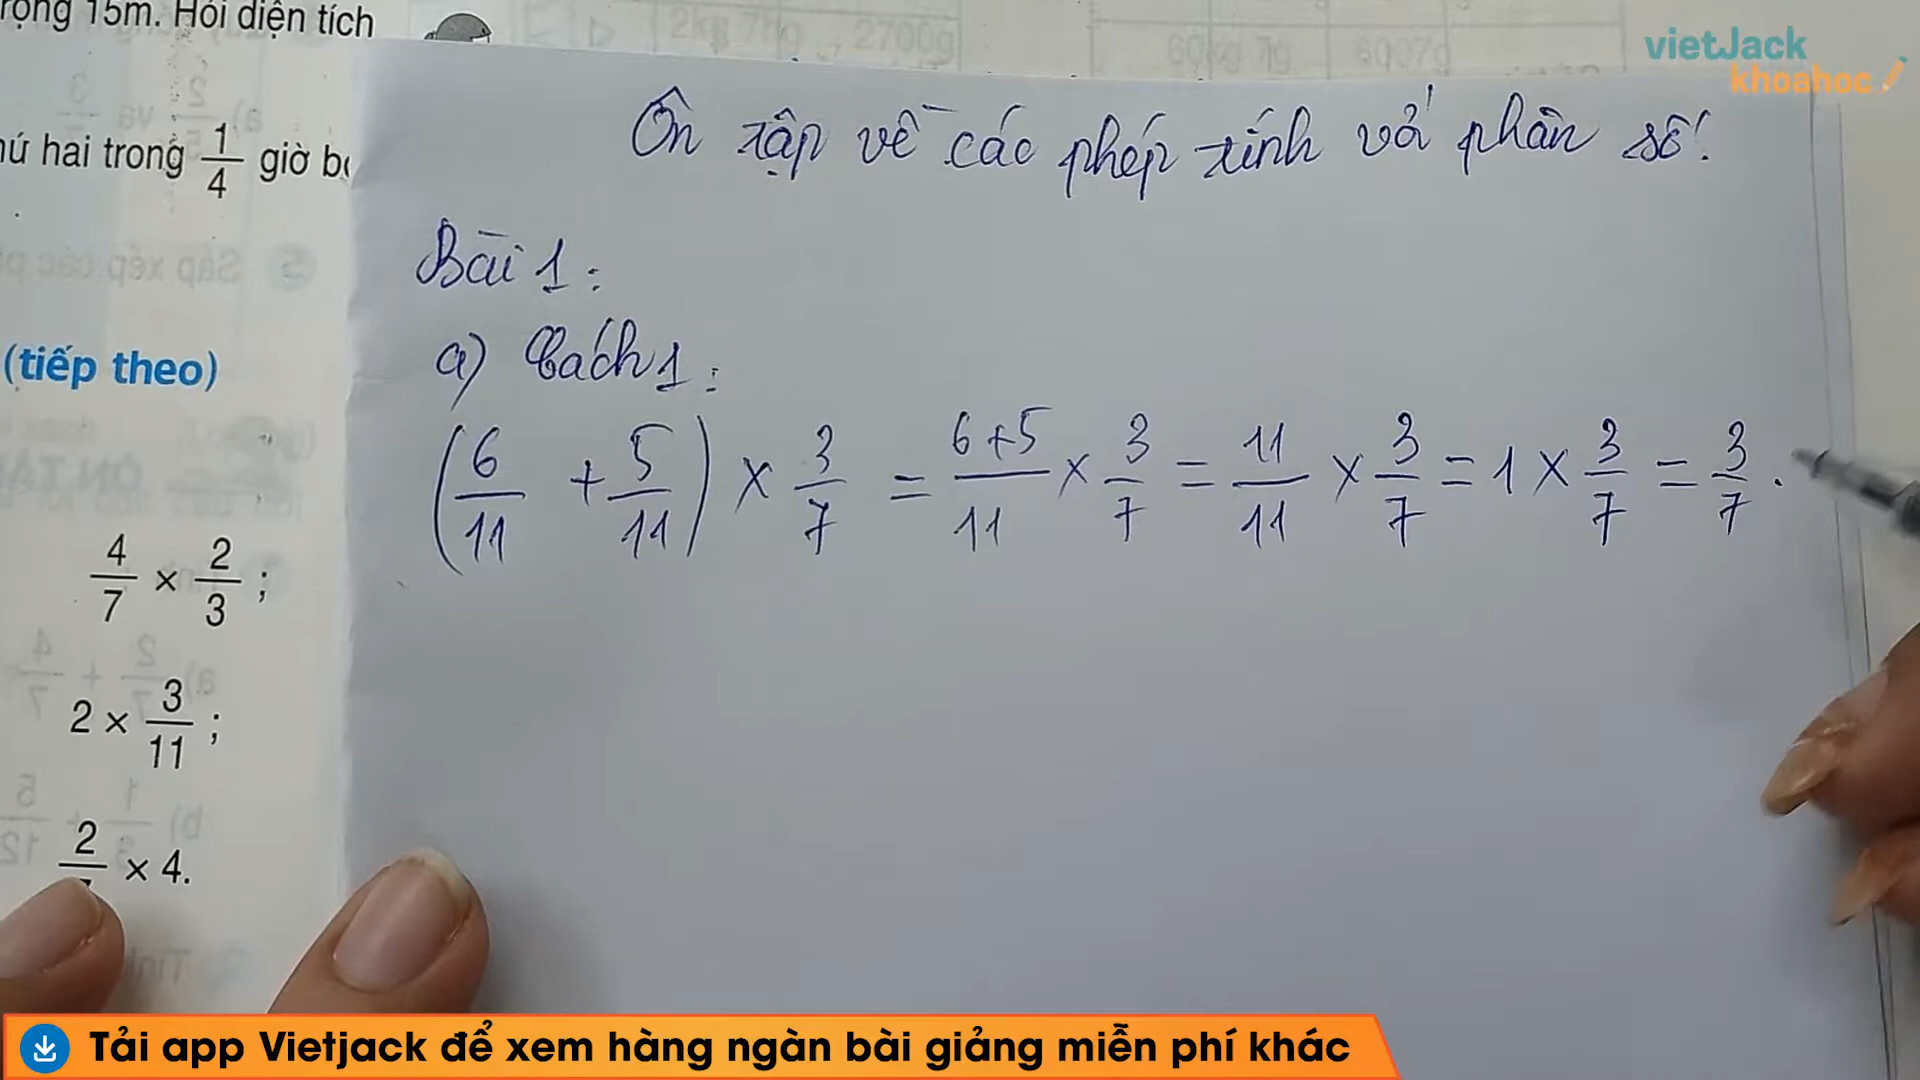 rộng 15m. Hỏi diện tích
hứ hai trong 1/4 giờ
(tiếp theo)
4/7 × 2/3 ;
2 × 3/11 ;
2/ × 4.
vietJack
khoahoc
Ôn tập về các phép tính với phân số.
Bài 1 :
a) Cách 1 :
(6/11 + 5/11) × 3/7 = 6+5/11 × 3/7 = 11/11 × 3/7 = 1 × 3/7 = 3/7 .
Tải app Vietjack để xem hàng ngàn bài giảng miễn phí khác